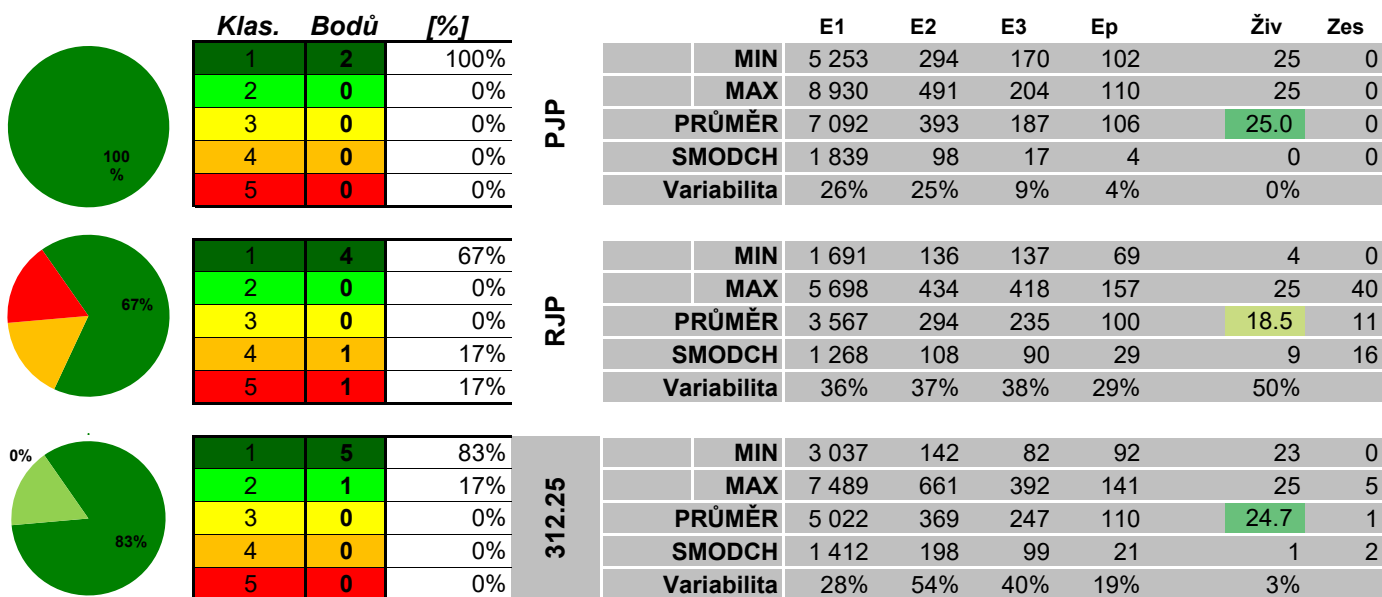 Klas. Bodů [%] E1 E2 E3 Ep Živ Zes
1 2 100% MIN 5 253 294 170 102 25 0
2 0 0% MAX 8 930 491 204 110 25 0
3 0 0% PJP PRŮMĚR 7 092 393 187 106 25.0 0
4 0 0% SMODCH 1 839 98 17 4 0 0
5 0 0% Variabilita 26% 25% 9% 4% 0%
100
%
1 4 67% MIN 1 691 136 137 69 4 0
2 0 0% MAX 5 698 434 418 157 25 40
67% 3 0 0% RJP PRŮMĚR 3 567 294 235 100 18.5 11
4 1 17% SMODCH 1 268 108 90 29 9 16
5 1 17% Variabilita 36% 37% 38% 29% 50%
0% 1 5 83% MIN 3 037 142 82 92 23 0
2 1 17% MAX 7 489 661 392 141 25 5
3 0 0% 312.25 PRŮMĚR 5 022 369 247 110 24.7 1
83% 4 0 0% SMODCH 1 412 198 99 21 1 2
5 0 0% Variabilita 28% 54% 40% 19% 3%